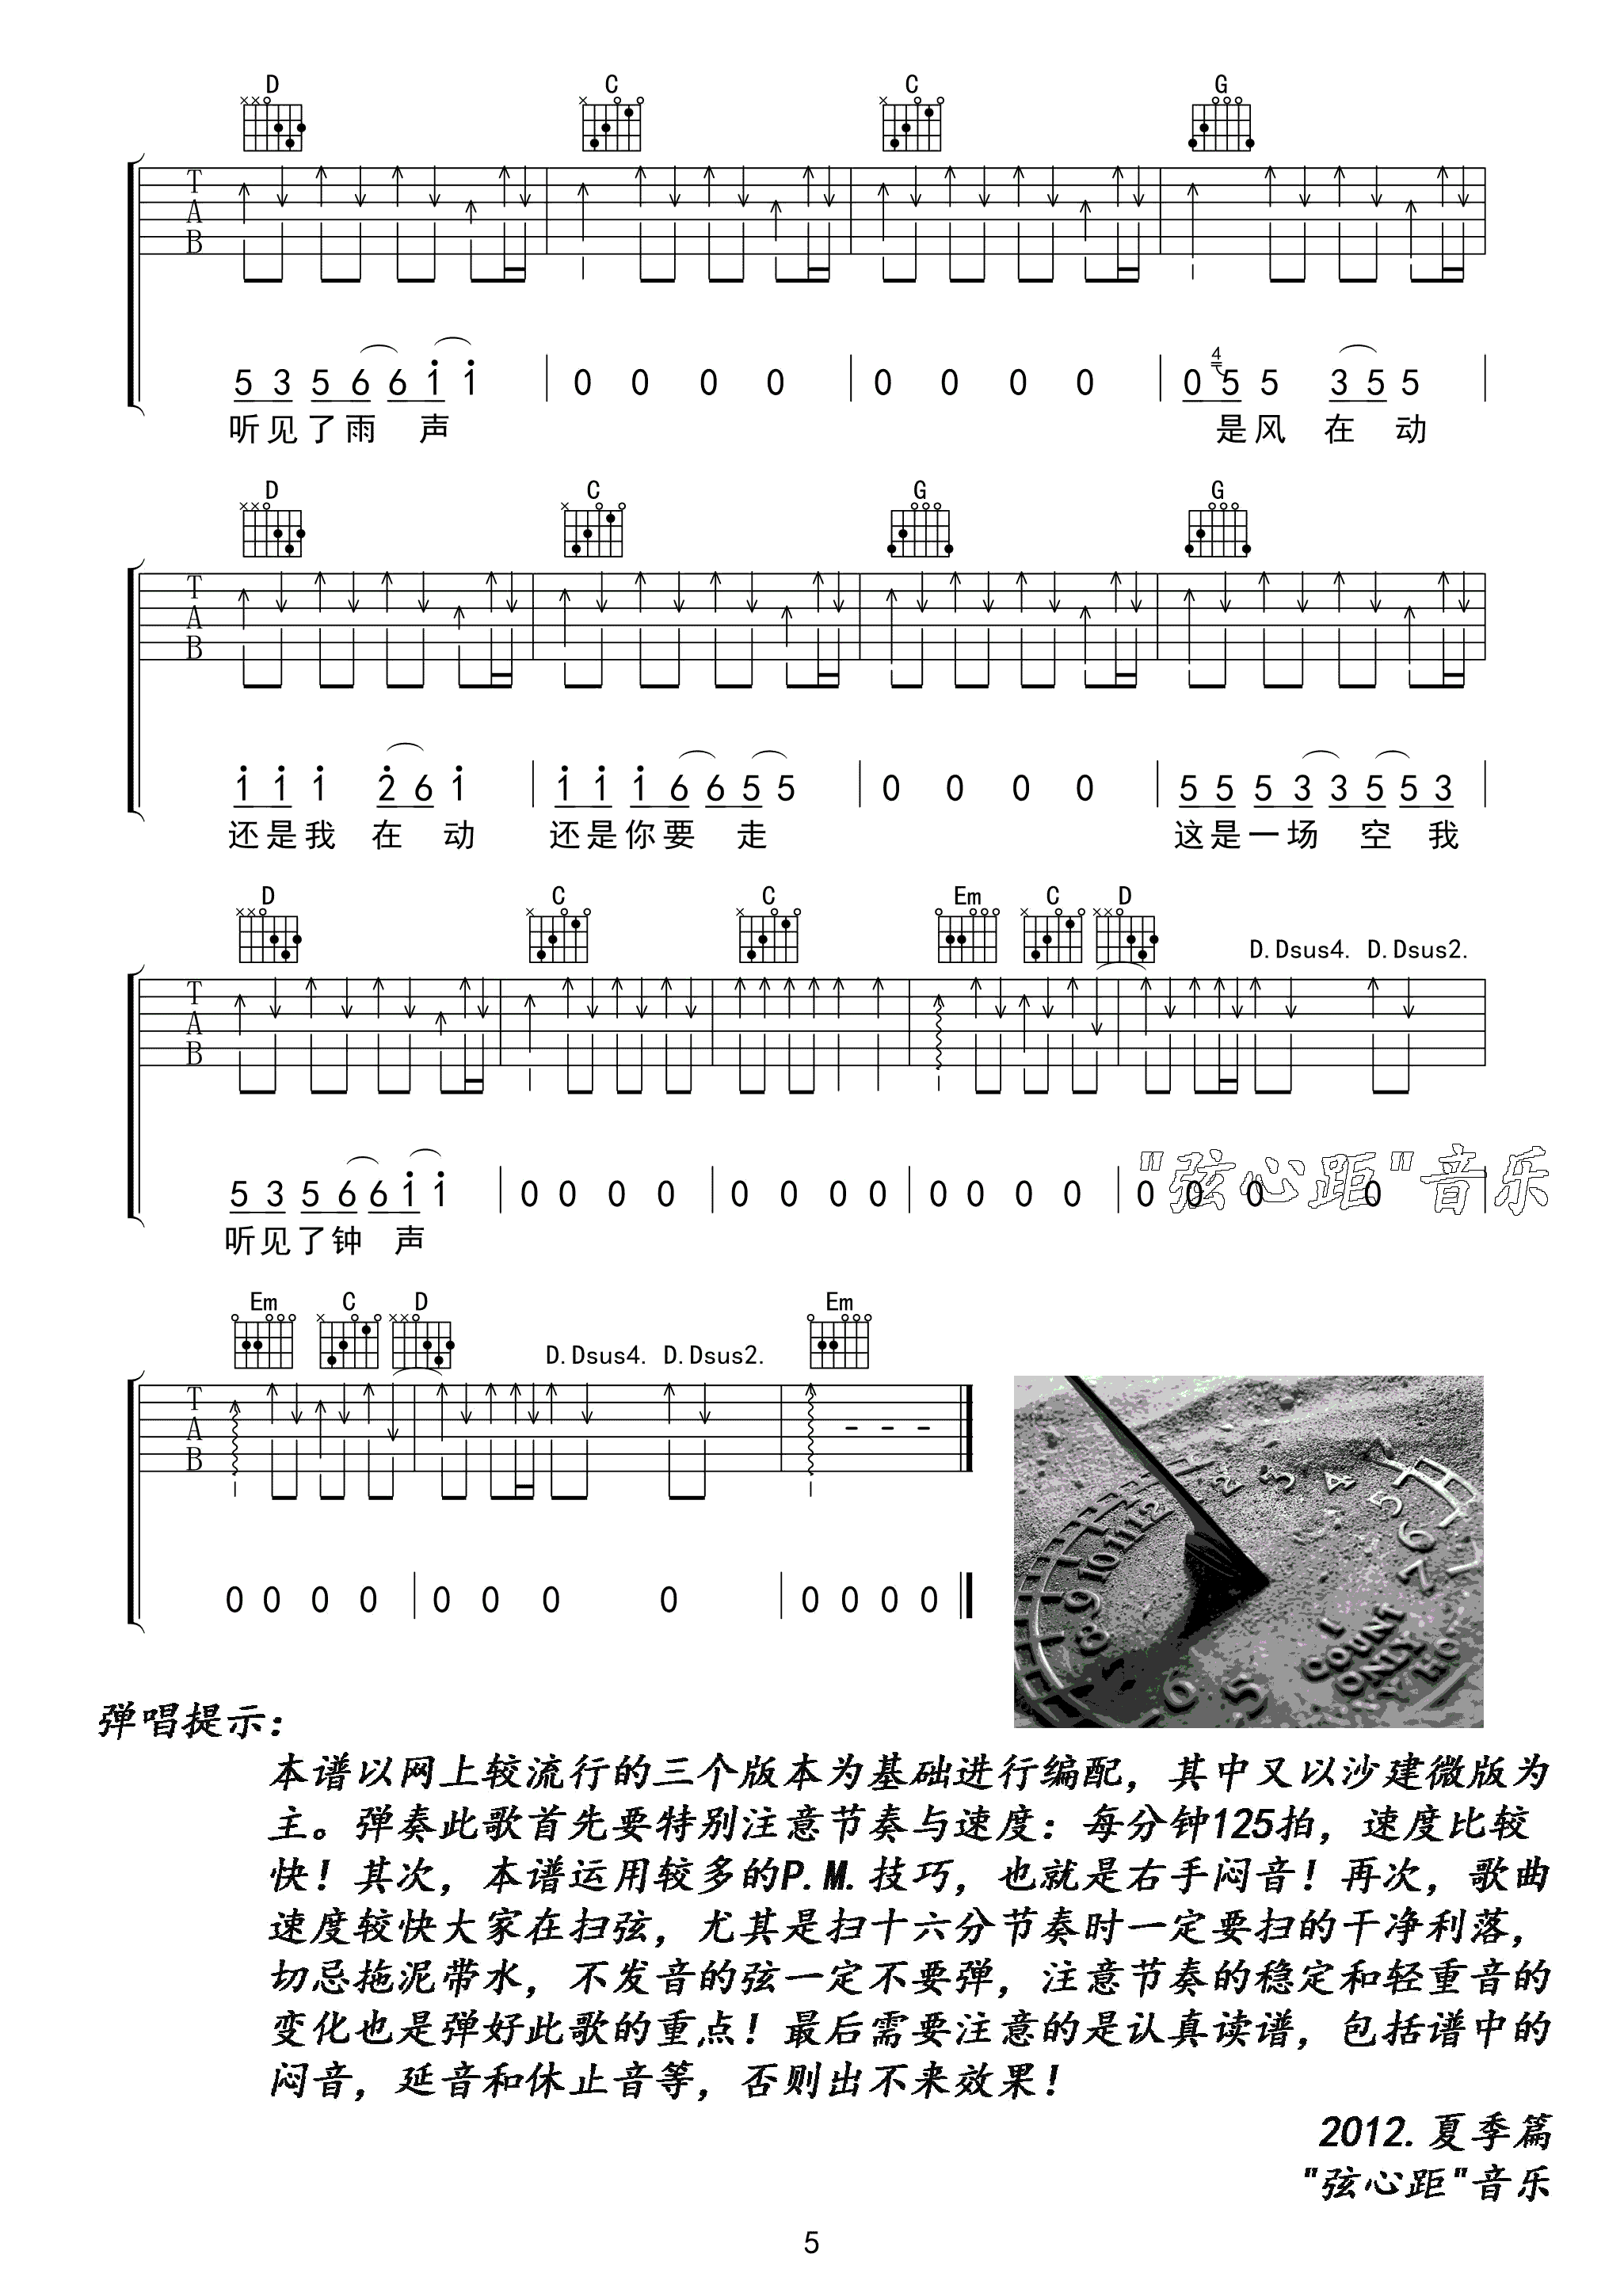 D C C G
T
A
B
5 3 5 6 6 1 1 0 0 0 0 0 0 0 0 0 4 5 5 3 5 5
听见了雨 声 是风 在 动
D C G G
T
A
B
1 1 1 2 6 1 1 1 1 6 6 5 5 0 0 0 0 5 5 5 3 3 5 5 3
还是我 在 动 还是你要 走 这是一场 空 我
D C C Em C D D.Dsus4. D.Dsus2.
T
A
B
5 3 5 6 6 1 1 0 0 0 0 0 0 0 0 0 0 0 0 0 0 0 0
"弦心距"音乐
听见了钟 声
Em C D D.Dsus4. D.Dsus2. Em
T
A
B
- - -
0 0 0 0 0 0 0 0 0 0 0 0
2 3 4 5 6 7
8 9 10 11 12
I
COUNT
ONLY
弹唱提示：
本谱以网上较流行的三个版本为基础进行编配，其中又以沙建微版为
主。弹奏此歌首先要特别注意节奏与速度：每分钟125拍，速度比较
快！其次，本谱运用较多的P.M.技巧，也就是右手闷音！再次，歌曲
速度较快大家在扫弦，尤其是扫十六分节奏时一定要扫的干净利落，
切忌拖泥带水，不发音的弦一定不要弹，注意节奏的稳定和轻重音的
变化也是弹好此歌的重点！最后需要注意的是认真读谱，包括谱中的
闷音，延音和休止音等，否则出不来效果！
2012.夏季篇
"弦心距"音乐
5